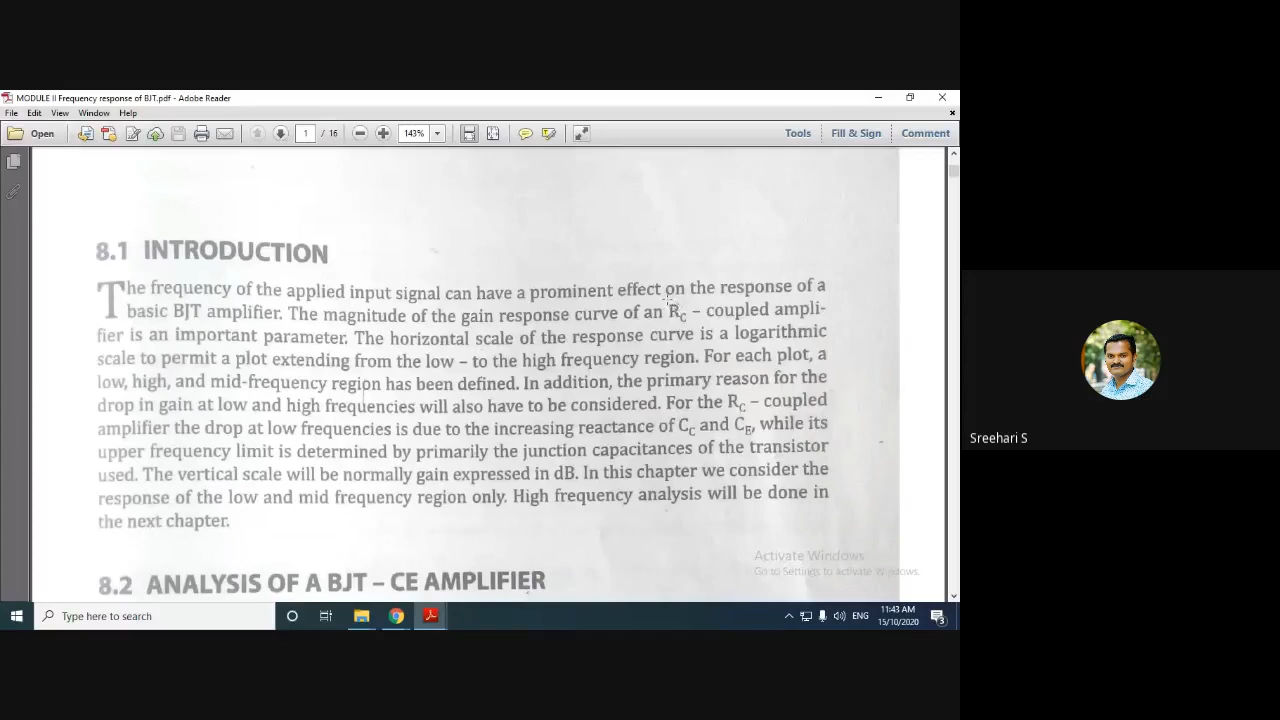 MODULE II Frequency response of BJT.pdf - Adobe Reader
File Edit View Window Help
Open 1 / 16 143% Tools Fill & Sign Comment
8.1 INTRODUCTION
The frequency of the applied input signal can have a prominent effect on the response of a
basic BJT amplifier. The magnitude of the gain response curve of an RC – coupled ampli-
fier is an important parameter. The horizontal scale of the response curve is a logarithmic
scale to permit a plot extending from the low – to the high frequency region. For each plot, a
low, high, and mid-frequency region has been defined. In addition, the primary reason for the
drop in gain at low and high frequencies will also have to be considered. For the RC – coupled
amplifier the drop at low frequencies is due to the increasing reactance of CC and CE, while its
upper frequency limit is determined by primarily the junction capacitances of the transistor
used. The vertical scale will be normally gain expressed in dB. In this chapter we consider the
response of the low and mid frequency region only. High frequency analysis will be done in
the next chapter.
8.2 ANALYSIS OF A BJT – CE AMPLIFIER
Activate Windows
Go to Settings to activate Windows.
Type here to search
ENG
11:43 AM
15/10/2020
3
Sreehari S